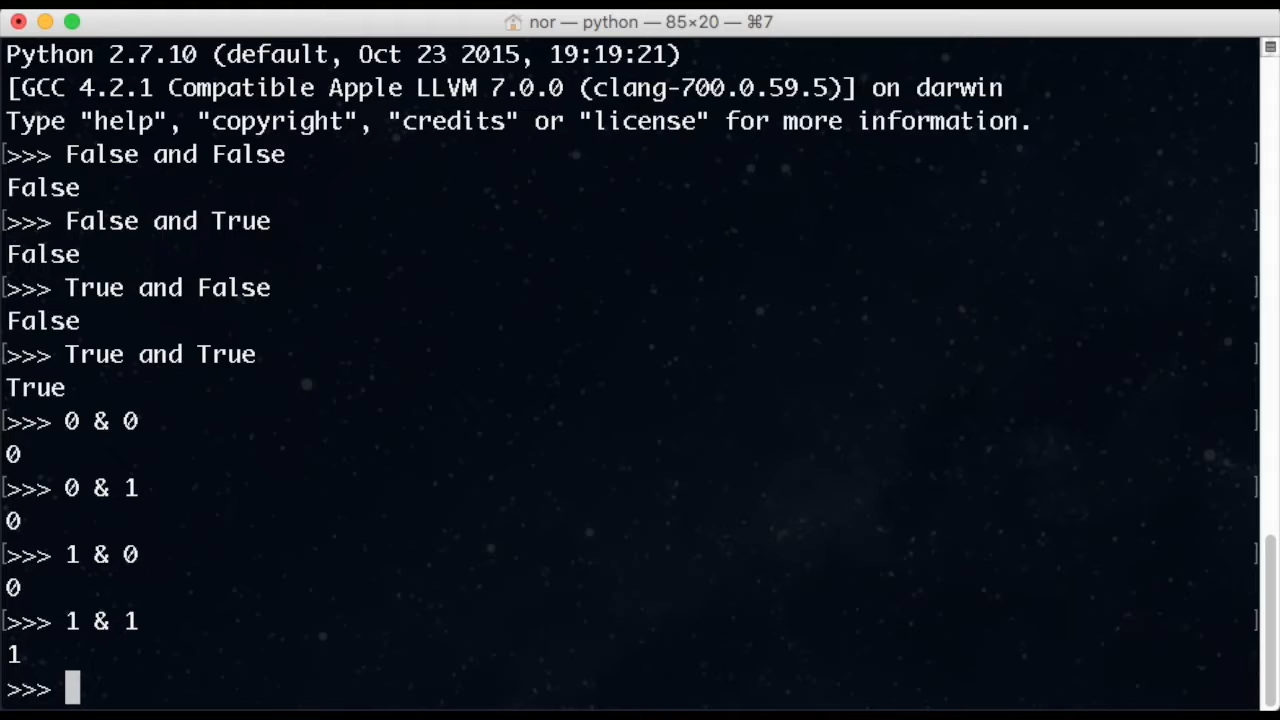 nor — python — 85×20 — ⌘7
Python 2.7.10 (default, Oct 23 2015, 19:19:21)
[GCC 4.2.1 Compatible Apple LLVM 7.0.0 (clang-700.0.59.5)] on darwin
Type "help", "copyright", "credits" or "license" for more information.
[>>> False and False ]
False
[>>> False and True ]
False
[>>> True and False ]
False
[>>> True and True ]
True
[>>> 0 & 0 ]
0
[>>> 0 & 1 ]
0
[>>> 1 & 0 ]
0
[>>> 1 & 1 ]
1
>>>